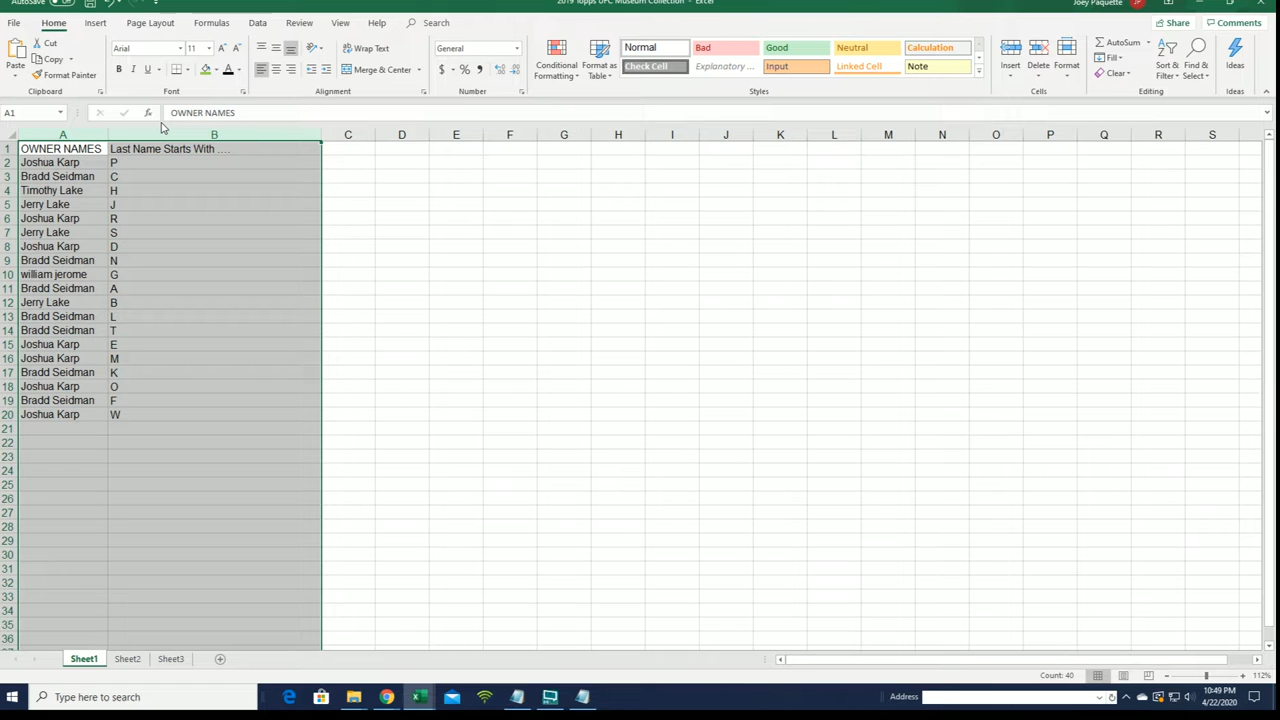 AutoSave Off 2019 Topps UFC Museum Collection - Excel Joey Paquette JP
File Home Insert Page Layout Formulas Data Review View Help Search Share Comments
Paste Cut Copy Format Painter Clipboard
Arial 11 B I U Font
Wrap Text Merge & Center Alignment
General $ % Number
Conditional Formatting Format as Table
Normal Bad Good Neutral Calculation
Check Cell Explanatory ... Input Linked Cell Note
Styles
Insert Delete Format Cells
AutoSum Fill Clear Sort & Filter Find & Select Editing
Ideas Ideas
A1 fx OWNER NAMES
A B C D E F G H I J K L M N O P Q R S
1 OWNER NAMES Last Name Starts With ....
2 Joshua Karp P
3 Bradd Seidman C
4 Timothy Lake H
5 Jerry Lake J
6 Joshua Karp R
7 Jerry Lake S
8 Joshua Karp D
9 Bradd Seidman N
10 william jerome G
11 Bradd Seidman A
12 Jerry Lake B
13 Bradd Seidman L
14 Bradd Seidman T
15 Joshua Karp E
16 Joshua Karp M
17 Bradd Seidman K
18 Joshua Karp O
19 Bradd Seidman F
20 Joshua Karp W
21
22
23
24
25
26
27
28
29
30
31
32
33
34
35
36
Sheet1 Sheet2 Sheet3
Count: 40 112%
Type here to search Address 10:49 PM
4/22/2020